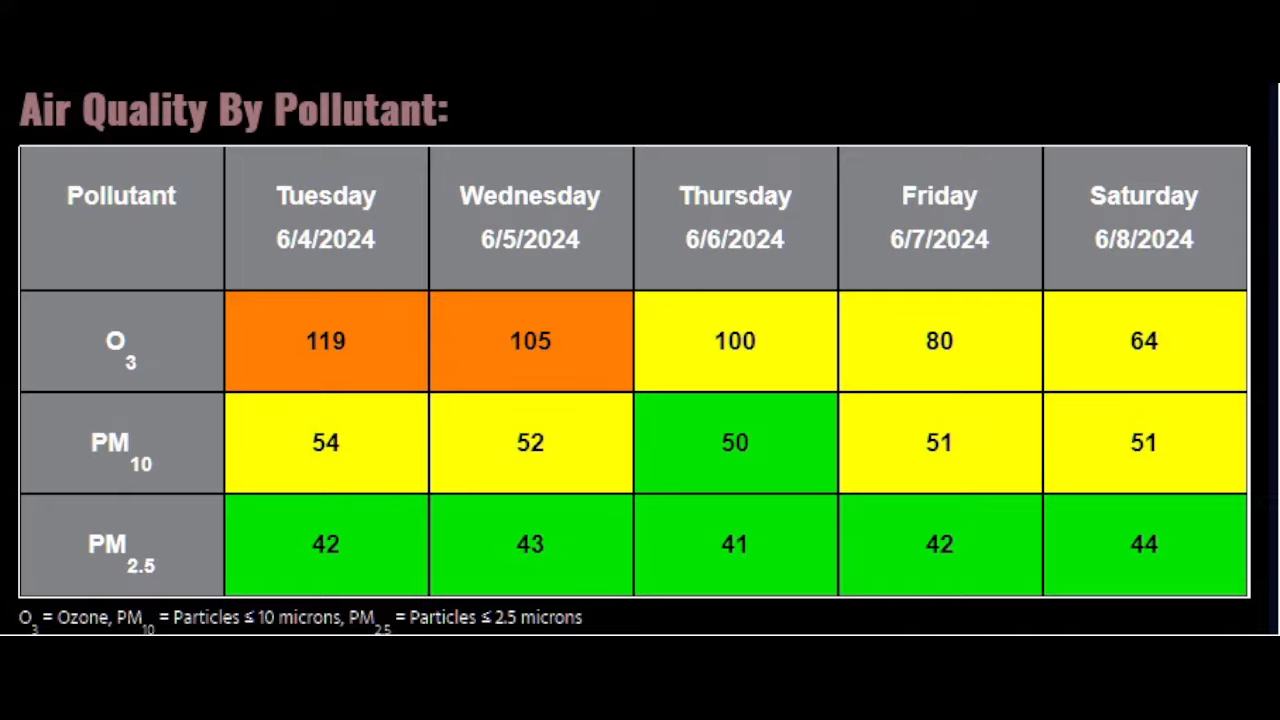 Air Quality By Pollutant:
Pollutant Tuesday Wednesday Thursday Friday Saturday
6/4/2024 6/5/2024 6/6/2024 6/7/2024 6/8/2024
O3 119 105 100 80 64
PM10 54 52 50 51 51
PM2.5 42 43 41 42 44
O3 = Ozone, PM10 = Particles ≤ 10 microns, PM2.5 = Particles ≤ 2.5 microns